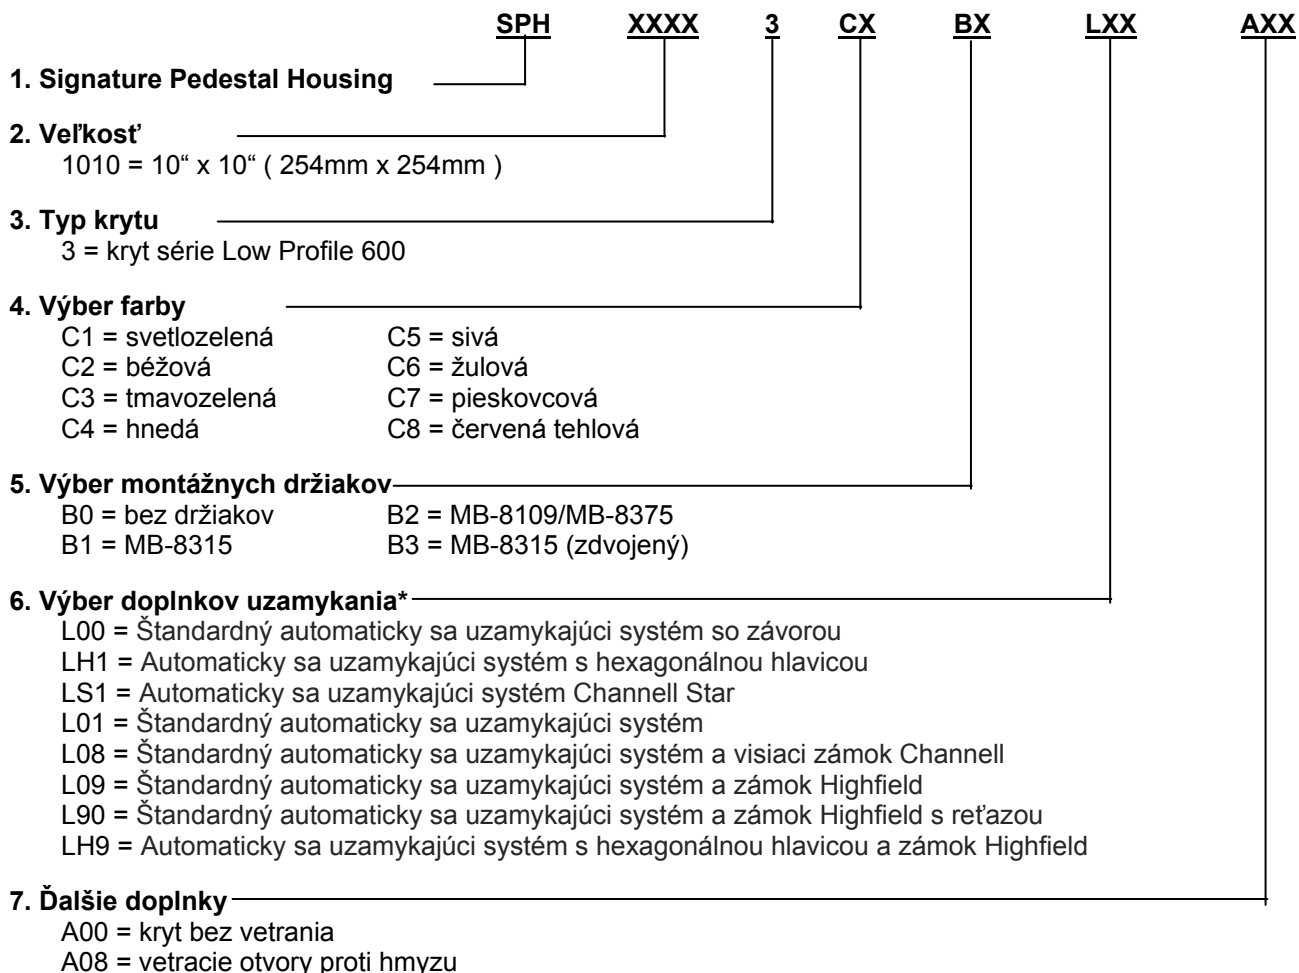 SPH XXXX 3 CX BX LXX AXX
1. Signature Pedestal Housing
2. Veľkosť
1010 = 10“ x 10“ ( 254mm x 254mm )
3. Typ krytu
3 = kryt série Low Profile 600
4. Výber farby
C1 = svetlozelená C5 = sivá
C2 = béžová C6 = žulová
C3 = tmavozelená C7 = pieskovcová
C4 = hnedá C8 = červená tehlová
5. Výber montážnych držiakov
B0 = bez držiakov B2 = MB-8109/MB-8375
B1 = MB-8315 B3 = MB-8315 (zdvojený)
6. Výber doplnkov uzamykania*
L00 = Štandardný automaticky sa uzamykajúci systém so závorou
LH1 = Automaticky sa uzamykajúci systém s hexagonálnou hlavicou
LS1 = Automaticky sa uzamykajúci systém Channell Star
L01 = Štandardný automaticky sa uzamykajúci systém
L08 = Štandardný automaticky sa uzamykajúci systém a visiaci zámok Channell
L09 = Štandardný automaticky sa uzamykajúci systém a zámok Highfield
L90 = Štandardný automaticky sa uzamykajúci systém a zámok Highfield s reťazou
LH9 = Automaticky sa uzamykajúci systém s hexagonálnou hlavicou a zámok Highfield
7. Ďalšie doplnky
A00 = kryt bez vetrania
A08 = vetracie otvory proti hmyzu